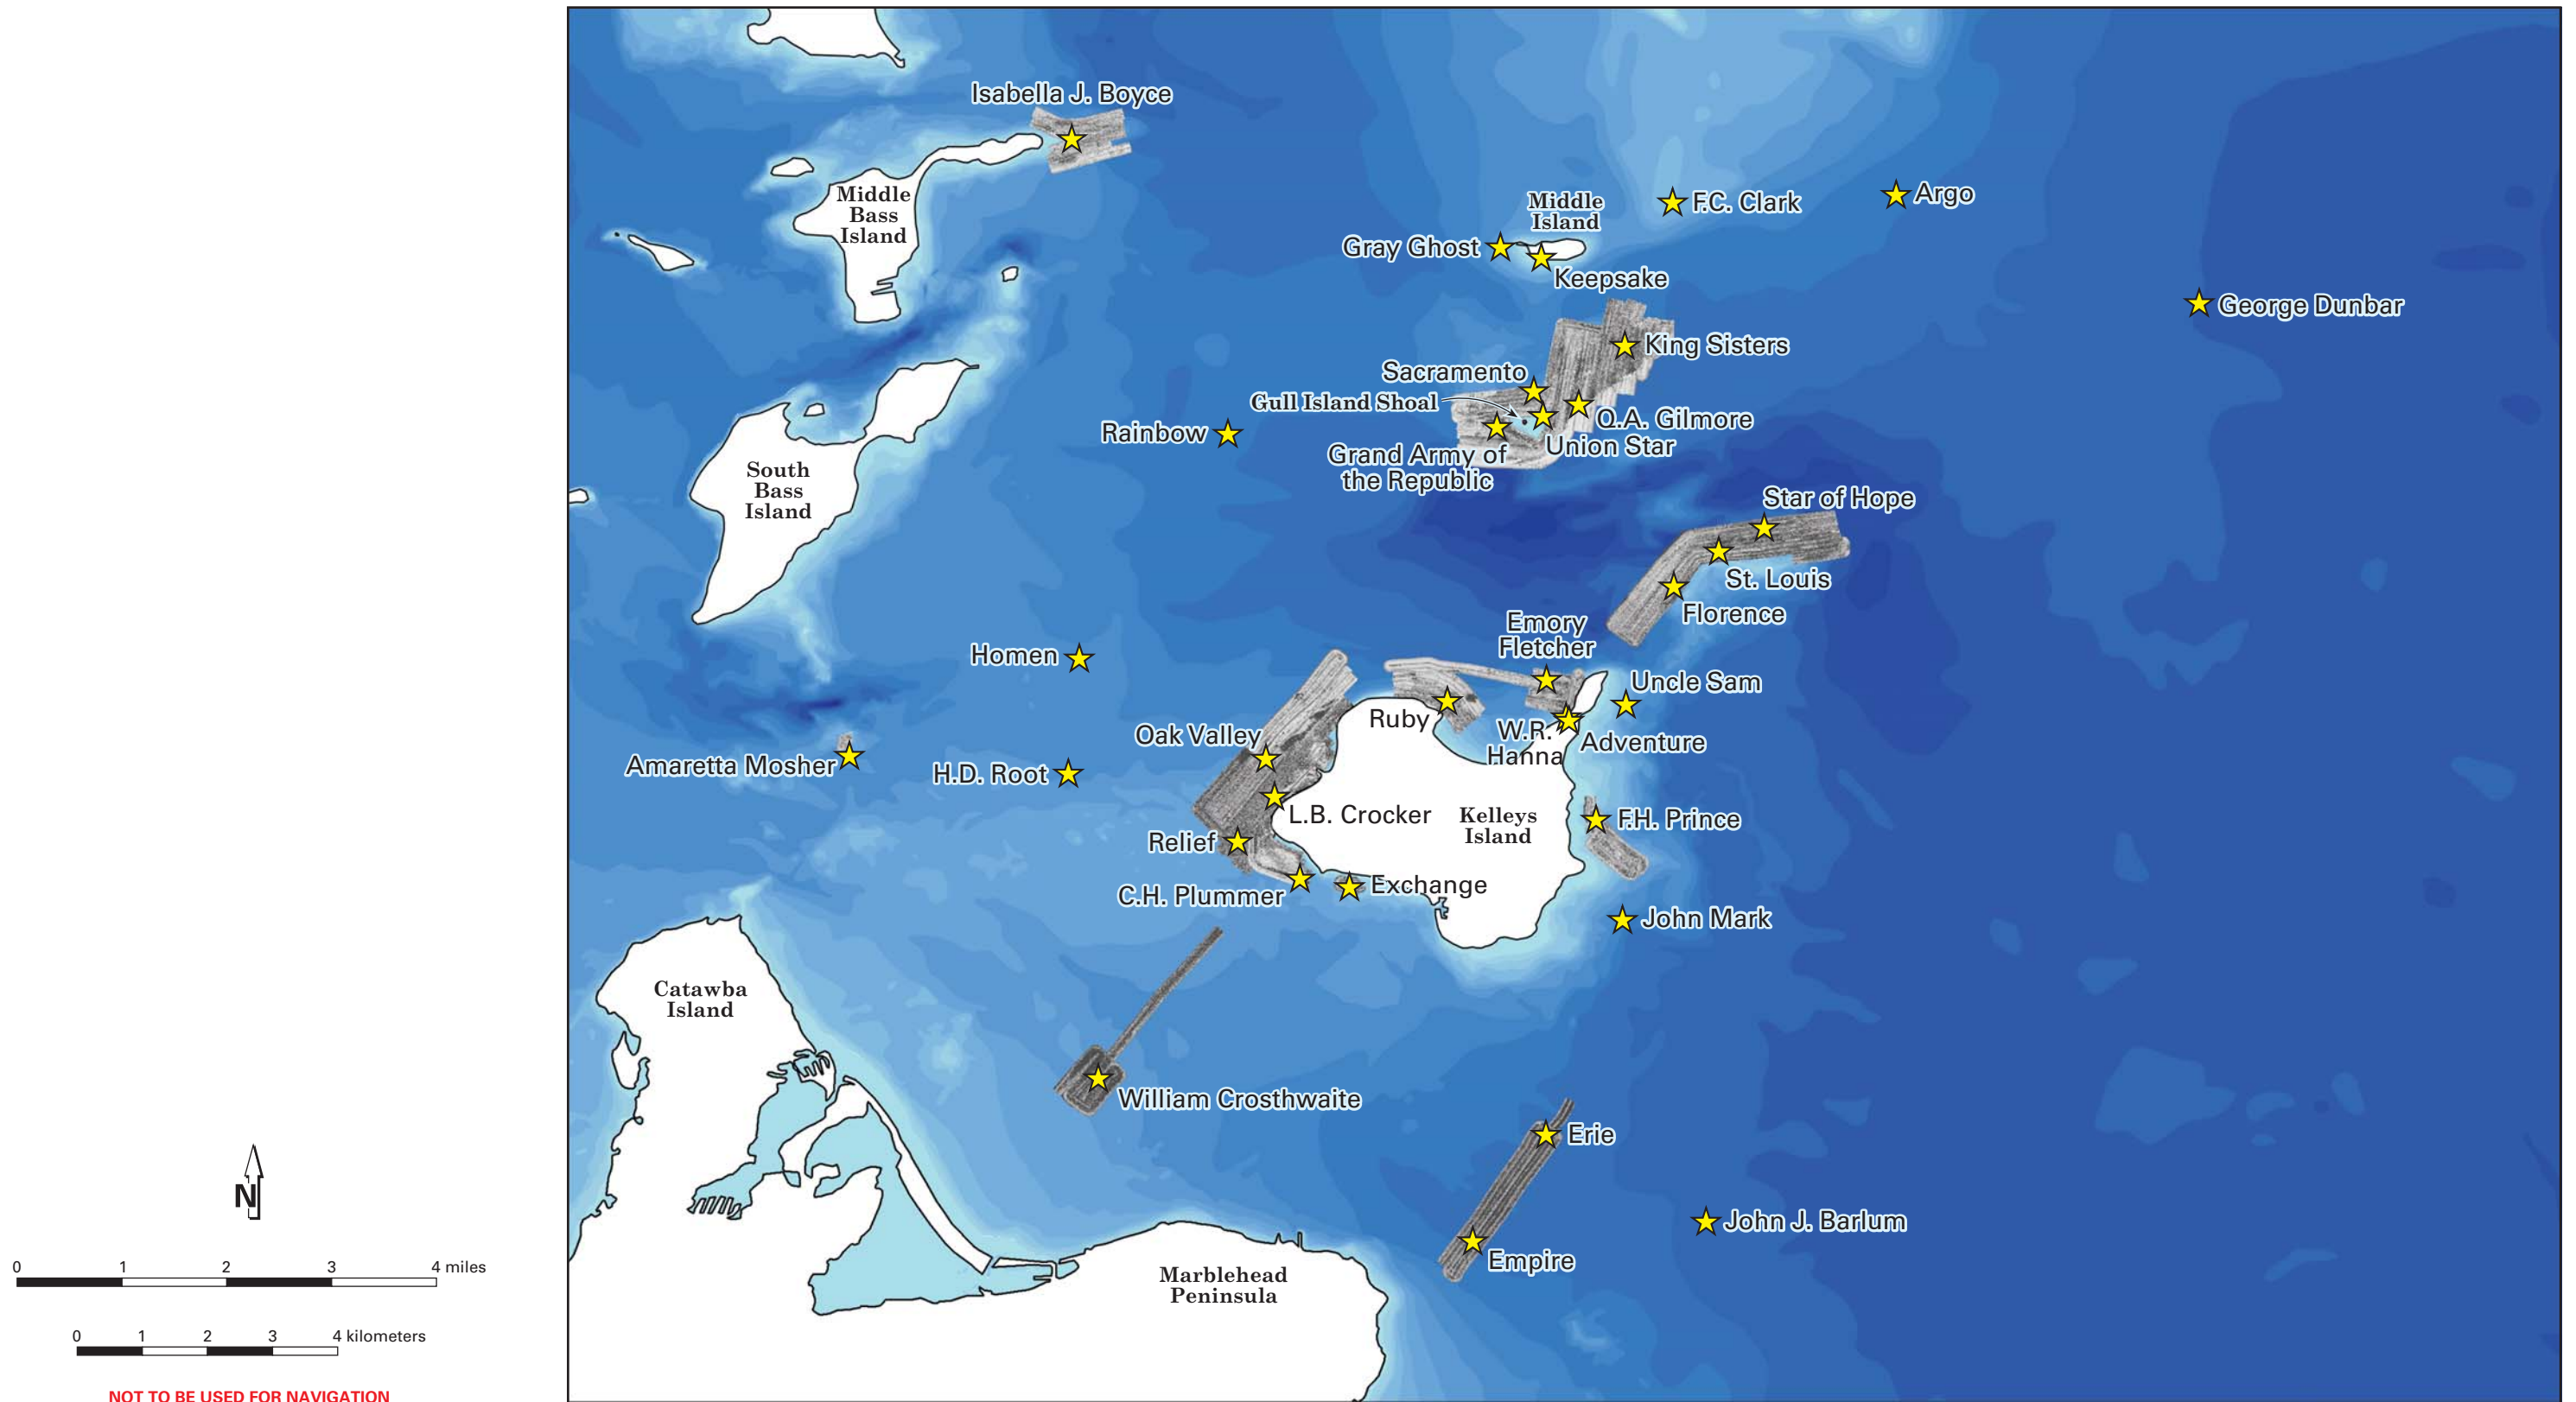 Isabella J. Boyce
Middle
Bass
Island
Middle
Island
F.C. Clark
Argo
Gray Ghost
Keepsake
George Dunbar
King Sisters
Sacramento
Gull Island Shoal
Q.A. Gilmore
Rainbow
Union Star
Grand Army of
the Republic
South
Bass
Island
Star of Hope
St. Louis
Florence
Emory
Fletcher
Homen
Uncle Sam
Ruby
W.R.
Hanna
Adventure
Oak Valley
Amaretta Mosher
H.D. Root
L.B. Crocker
Kelleys
Island
F.H. Prince
Relief
C.H. Plummer
Exchange
John Mark
Catawba
Island
William Crosthwaite
Erie
John J. Barlum
Empire
Marblehead
Peninsula
N
0 1 2 3 4 miles
0 1 2 3 4 kilometers
NOT TO BE USED FOR NAVIGATION